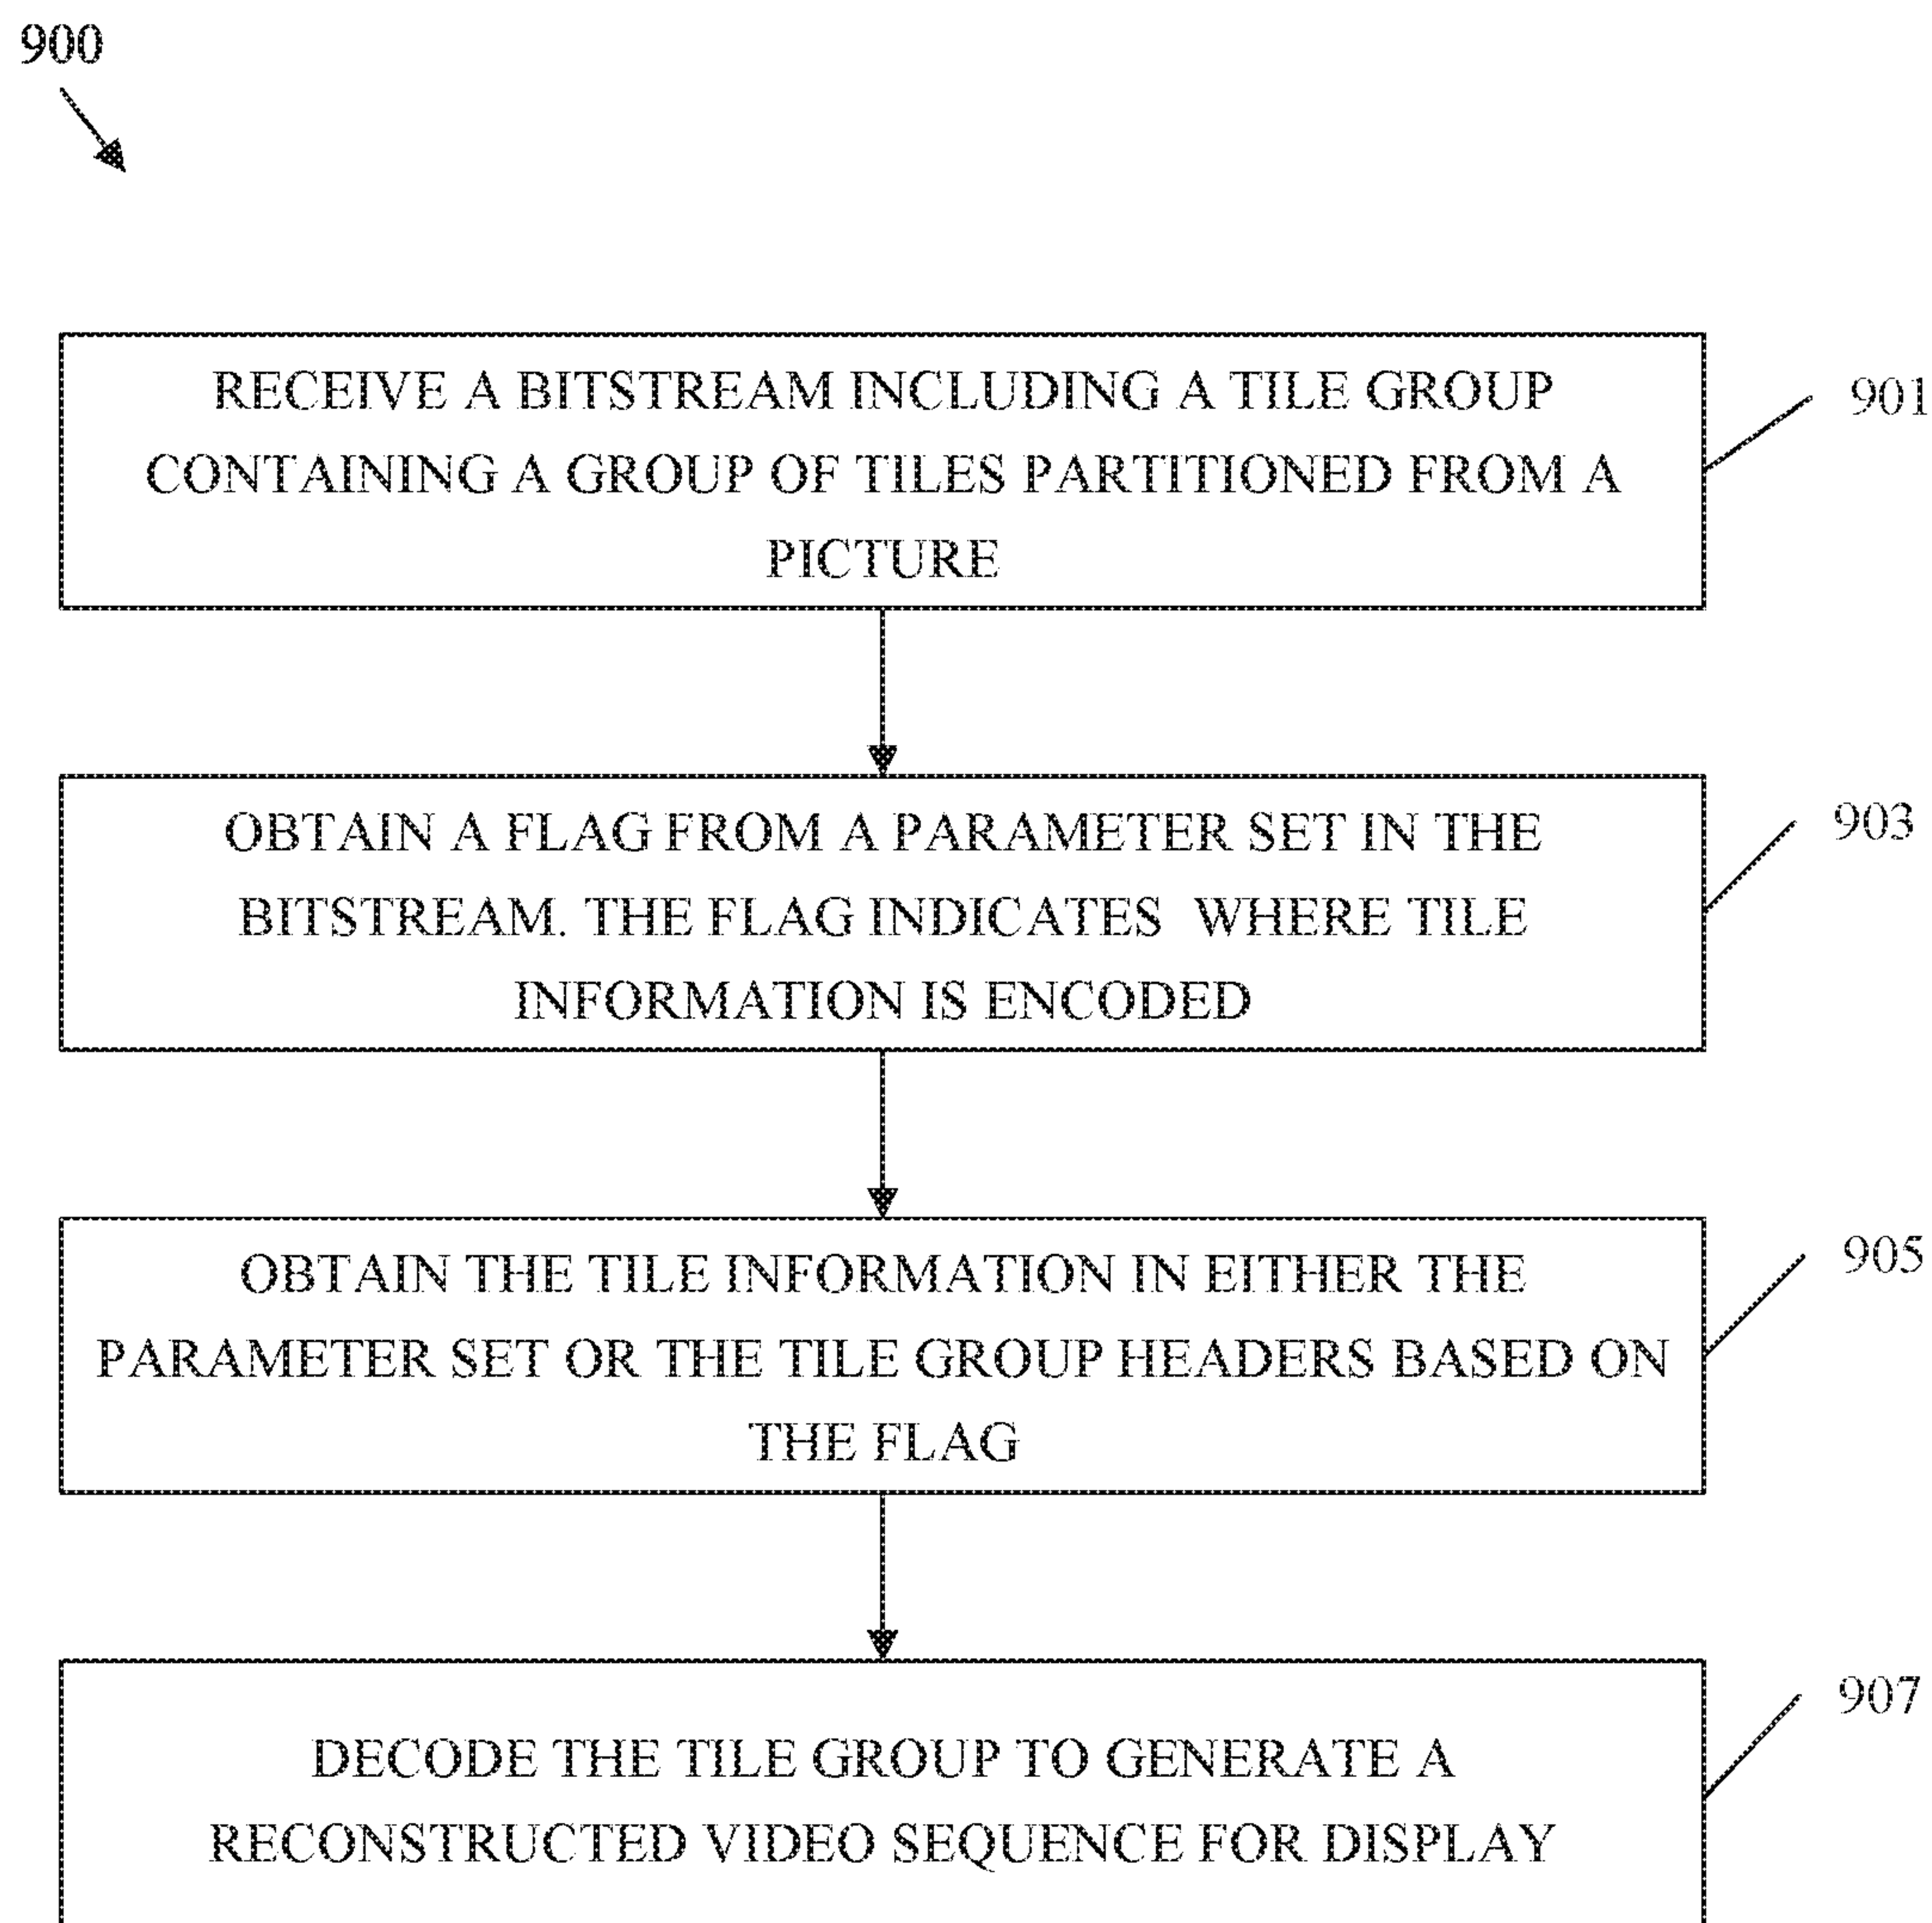 900
RECEIVE A BITSTREAM INCLUDING A TILE GROUP
CONTAINING A GROUP OF TILES PARTITIONED FROM A
PICTURE
901
OBTAIN A FLAG FROM A PARAMETER SET IN THE
BITSTREAM. THE FLAG INDICATES WHERE TILE
INFORMATION IS ENCODED
903
OBTAIN THE TILE INFORMATION IN EITHER THE
PARAMETER SET OR THE TILE GROUP HEADERS BASED ON
THE FLAG
905
DECODE THE TILE GROUP TO GENERATE A
RECONSTRUCTED VIDEO SEQUENCE FOR DISPLAY
907